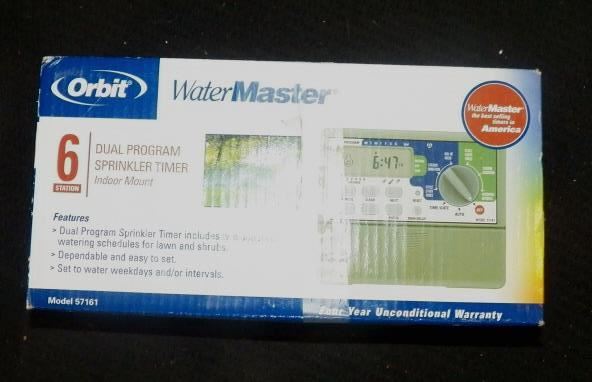 Orbit®
WaterMaster®
WaterMaster
the best selling
timers in
America
6
STATION
DUAL PROGRAM
SPRINKLER TIMER
Indoor Mount
6:47
AUTO
Features
> Dual Program Sprinkler Timer includes
watering schedules for lawn and shrubs.
> Dependable and easy to set.
> Set to water weekdays and/or intervals.
Model 57161
Four Year Unconditional Warranty